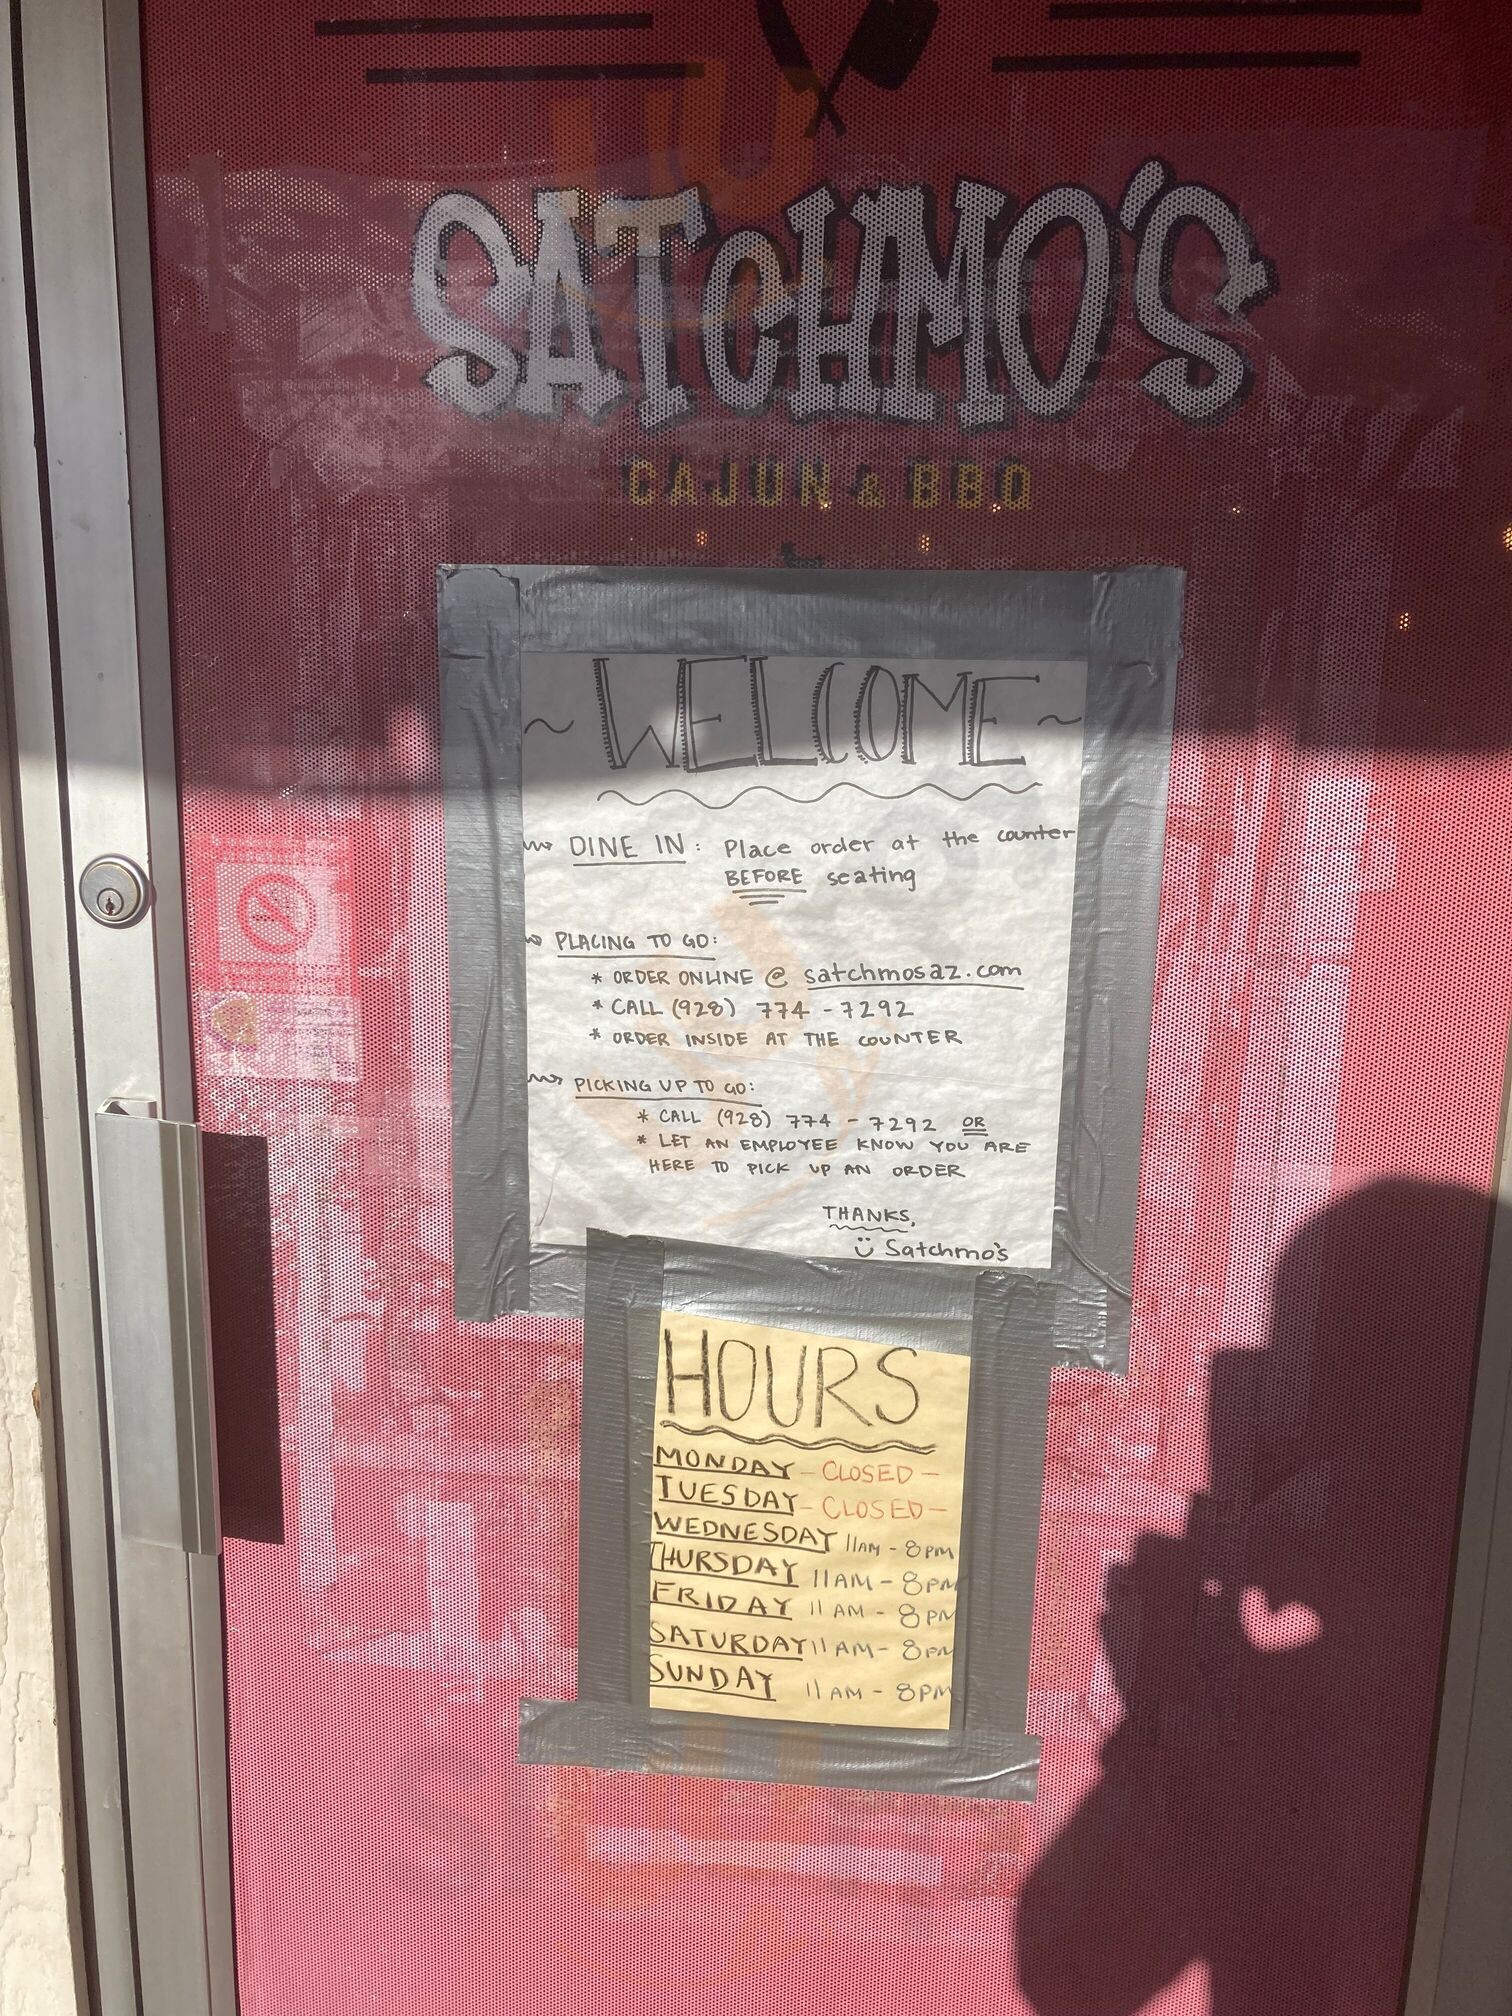 SATCHMO'S
CAJUN & BBQ
~ WELCOME ~
DINE IN: Place order at the counter
BEFORE seating
PLACING TO GO:
* ORDER ONLINE @ satchmosaz.com
* CALL (928) 774-7292
* ORDER INSIDE AT THE COUNTER
PICKING UP TO GO:
* CALL (928) 774-7292 OR
* LET AN EMPLOYEE KNOW YOU ARE
HERE TO PICK UP AN ORDER
THANKS,
Satchmo's
HOURS
MONDAY - CLOSED -
TUESDAY - CLOSED -
WEDNESDAY 11AM - 8PM
THURSDAY 11AM - 8PM
FRIDAY 11AM - 8PM
SATURDAY 11AM - 8PM
SUNDAY 11AM - 8PM